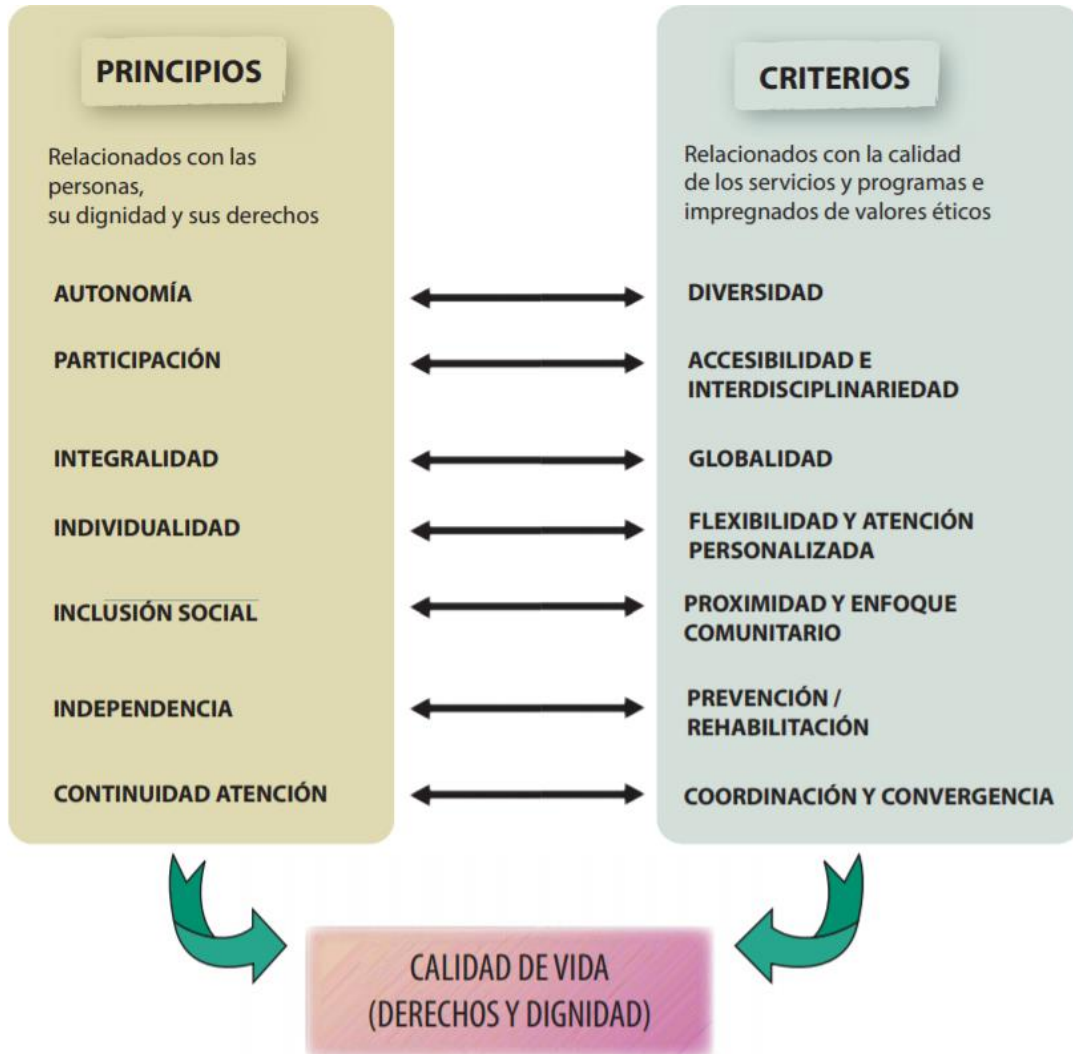 PRINCIPIOS
Relacionados con las
personas,
su dignidad y sus derechos
AUTONOMÍA
PARTICIPACIÓN
INTEGRALIDAD
INDIVIDUALIDAD
INCLUSIÓN SOCIAL
INDEPENDENCIA
CONTINUIDAD ATENCIÓN
CRITERIOS
Relacionados con la calidad
de los servicios y programas e
impregnados de valores éticos
DIVERSIDAD
ACCESIBILIDAD E
INTERDISCIPLINARIEDAD
GLOBALIDAD
FLEXIBILIDAD Y ATENCIÓN
PERSONALIZADA
PROXIMIDAD Y ENFOQUE
COMUNITARIO
PREVENCIÓN /
REHABILITACIÓN
COORDINACIÓN Y CONVERGENCIA
CALIDAD DE VIDA
(DERECHOS Y DIGNIDAD)